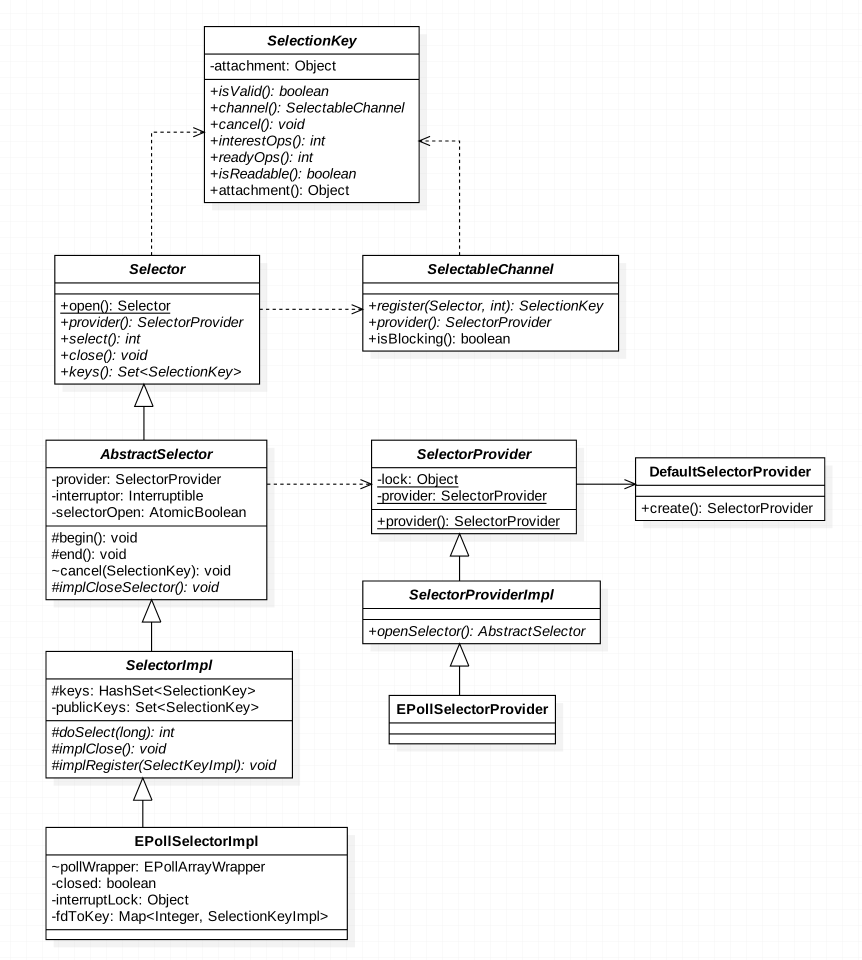 SelectionKey
-attachment: Object
+isValid(): boolean
+channel(): SelectableChannel
+cancel(): void
+interestOps(): int
+readyOps(): int
+isReadable(): boolean
+attachment(): Object
Selector
+open(): Selector
+provider(): SelectorProvider
+select(): int
+close(): void
+keys(): Set<SelectionKey>
SelectableChannel
+register(Selector, int): SelectionKey
+provider(): SelectorProvider
+isBlocking(): boolean
AbstractSelector
-provider: SelectorProvider
-interruptor: Interruptible
-selectorOpen: AtomicBoolean
#begin(): void
#end(): void
~cancel(SelectionKey): void
#implCloseSelector(): void
SelectorProvider
-lock: Object
-provider: SelectorProvider
+provider(): SelectorProvider
DefaultSelectorProvider
+create(): SelectorProvider
SelectorProviderImpl
+openSelector(): AbstractSelector
SelectorImpl
#keys: HashSet<SelectionKey>
-publicKeys: Set<SelectionKey>
#doSelect(long): int
#implClose(): void
#implRegister(SelectKeyImpl): void
EPollSelectorProvider
EPollSelectorImpl
~pollWrapper: EPollArrayWrapper
-closed: boolean
-interruptLock: Object
-fdToKey: Map<Integer, SelectionKeyImpl>